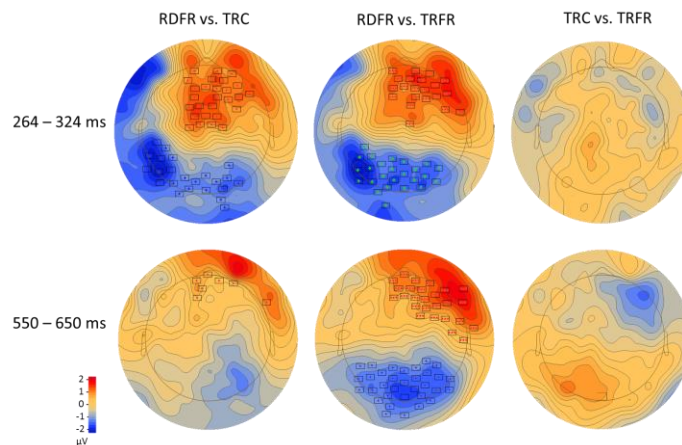 RDFR vs. TRC
RDFR vs. TRFR
TRC vs. TRFR
264 – 324 ms
550 – 650 ms
2
1
0
-1
-2
µV